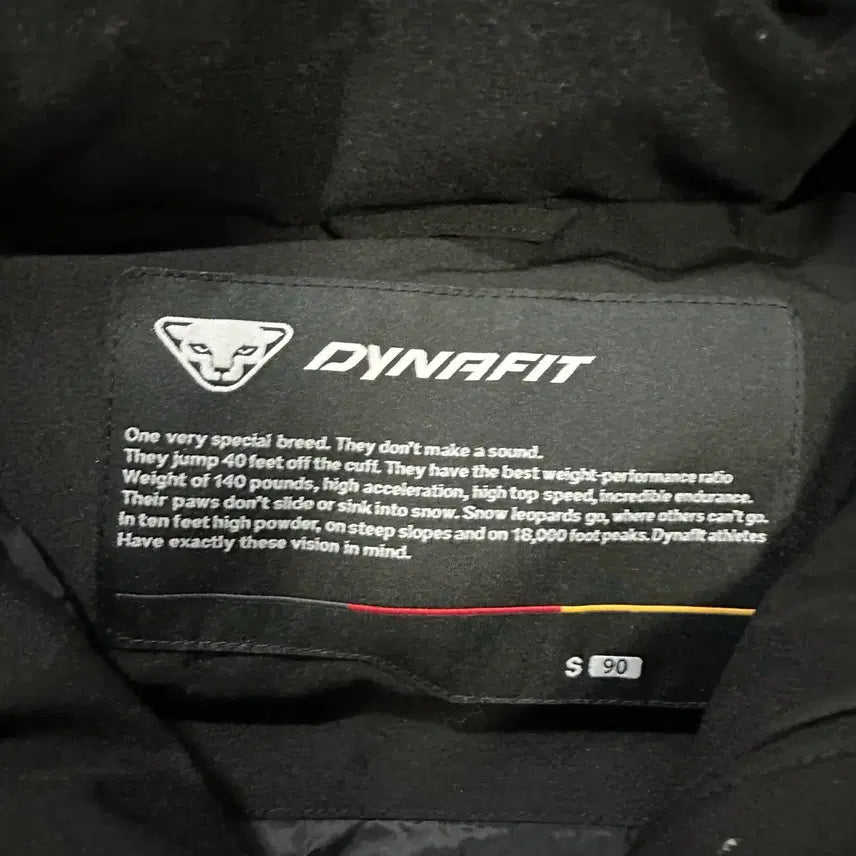 DYNAFIT
One very special breed. They don't make a sound.
They jump 40 feet off the cuff. They have the best weight-performance ratio
Weight of 140 pounds, high acceleration, high top speed, incredible endurance.
Their paws don't slide or sink into snow. Snow leopards go, where others can't go.
In ten feet high powder, on steep slopes and on 18,000 foot peaks. Dynafit athletes
Have exactly these vision in mind.
S 90